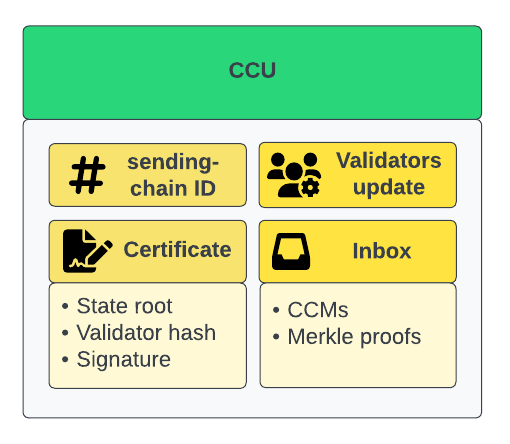 CCU
sending-
chain ID
Validators
update
Certificate
• State root
• Validator hash
• Signature
Inbox
• CCMs
• Merkle proofs